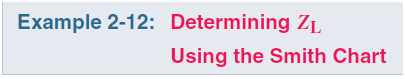 Example 2-12: Determining Z_L
Using the Smith Chart